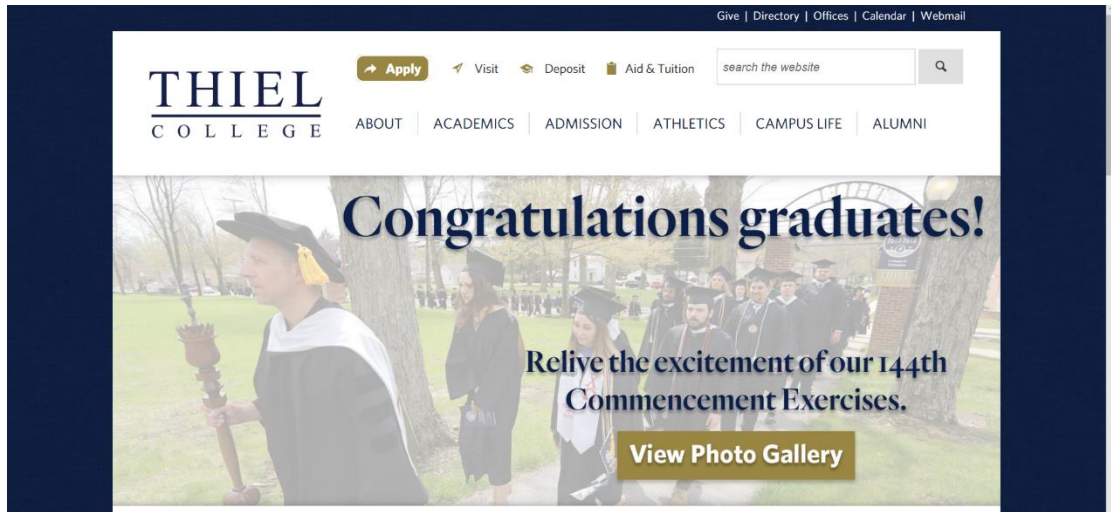 Give | Directory | Offices | Calendar | Webmail
THIEL
COLLEGE
Apply Visit Deposit Aid & Tuition search the website
ABOUT ACADEMICS ADMISSION ATHLETICS CAMPUS LIFE ALUMNI
Congratulations graduates!
Relive the excitement of our 144th
Commencement Exercises.
View Photo Gallery